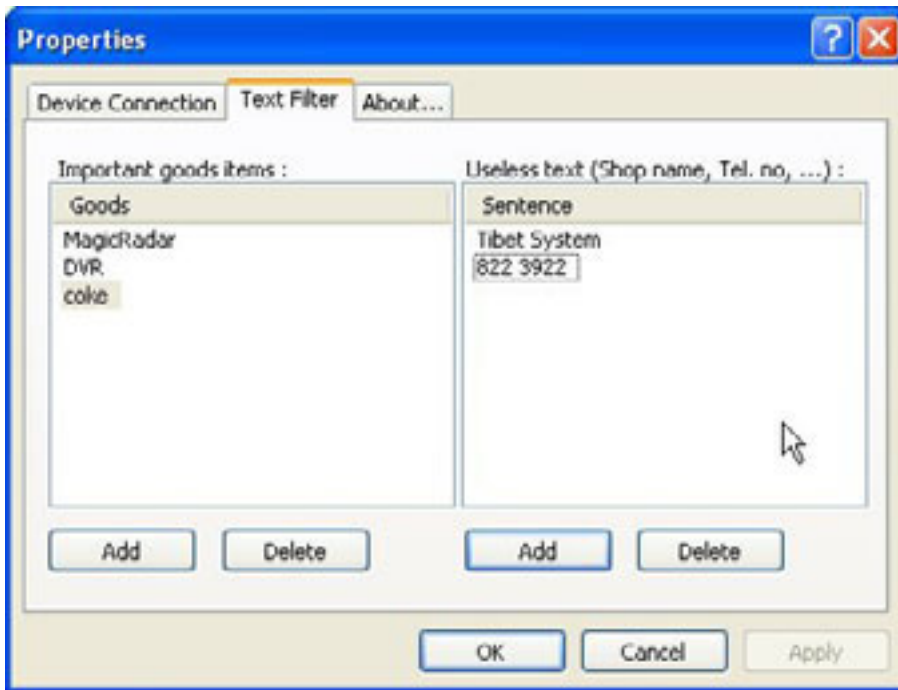 Properties
Device Connection Text Filter About...
Important goods items :
Useless text (Shop name, Tel. no, ...) :
Goods
Sentence
MagicRadar
Tibet System
DVR
822 3922
coke
Add Delete Add Delete
OK Cancel Apply